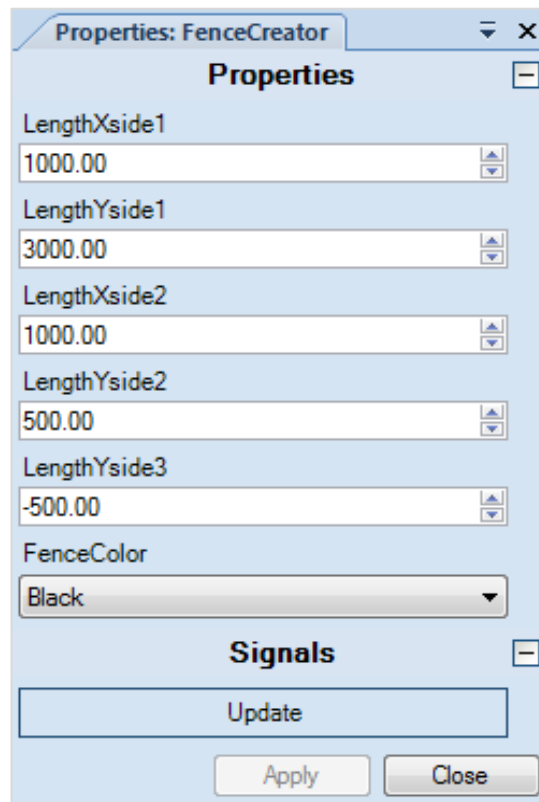 Properties: FenceCreator
Properties
LengthXside1
1000.00
LengthYside1
3000.00
LengthXside2
1000.00
LengthYside2
500.00
LengthYside3
-500.00
FenceColor
Black
Signals
Update
Apply Close